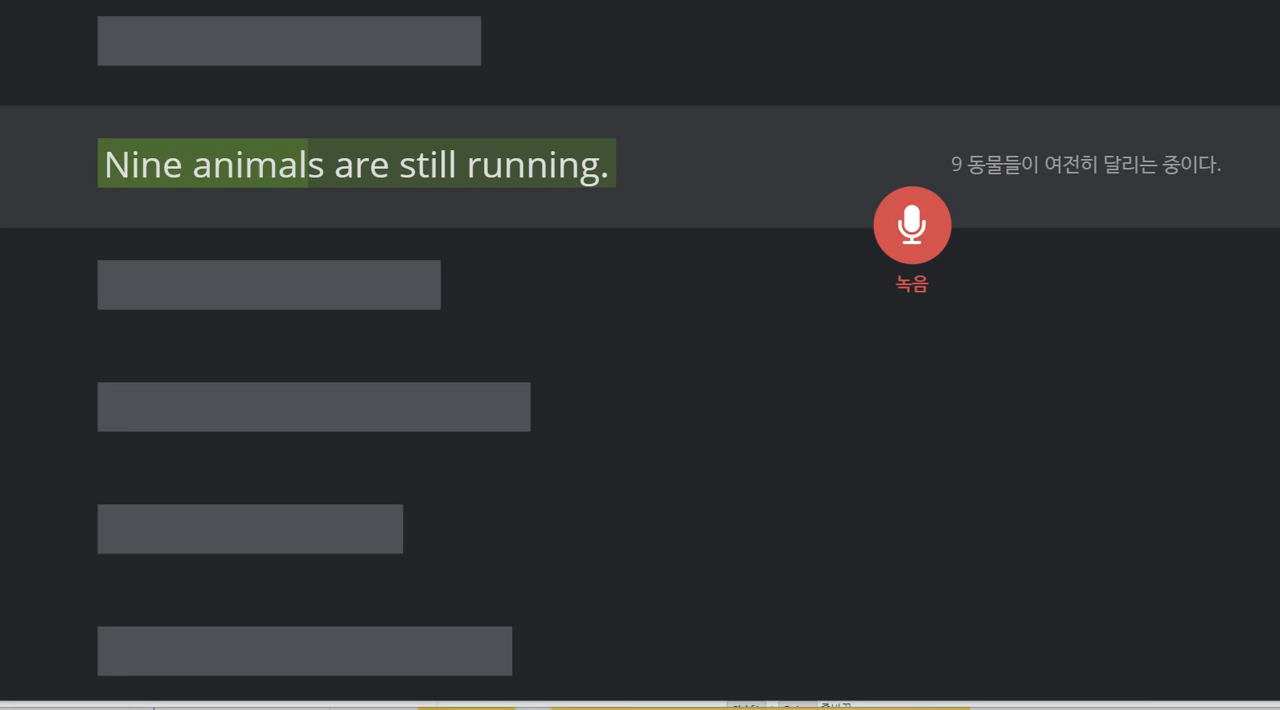 Nine animals are still running.
9 동물들이 여전히 달리는 중이다.
녹음